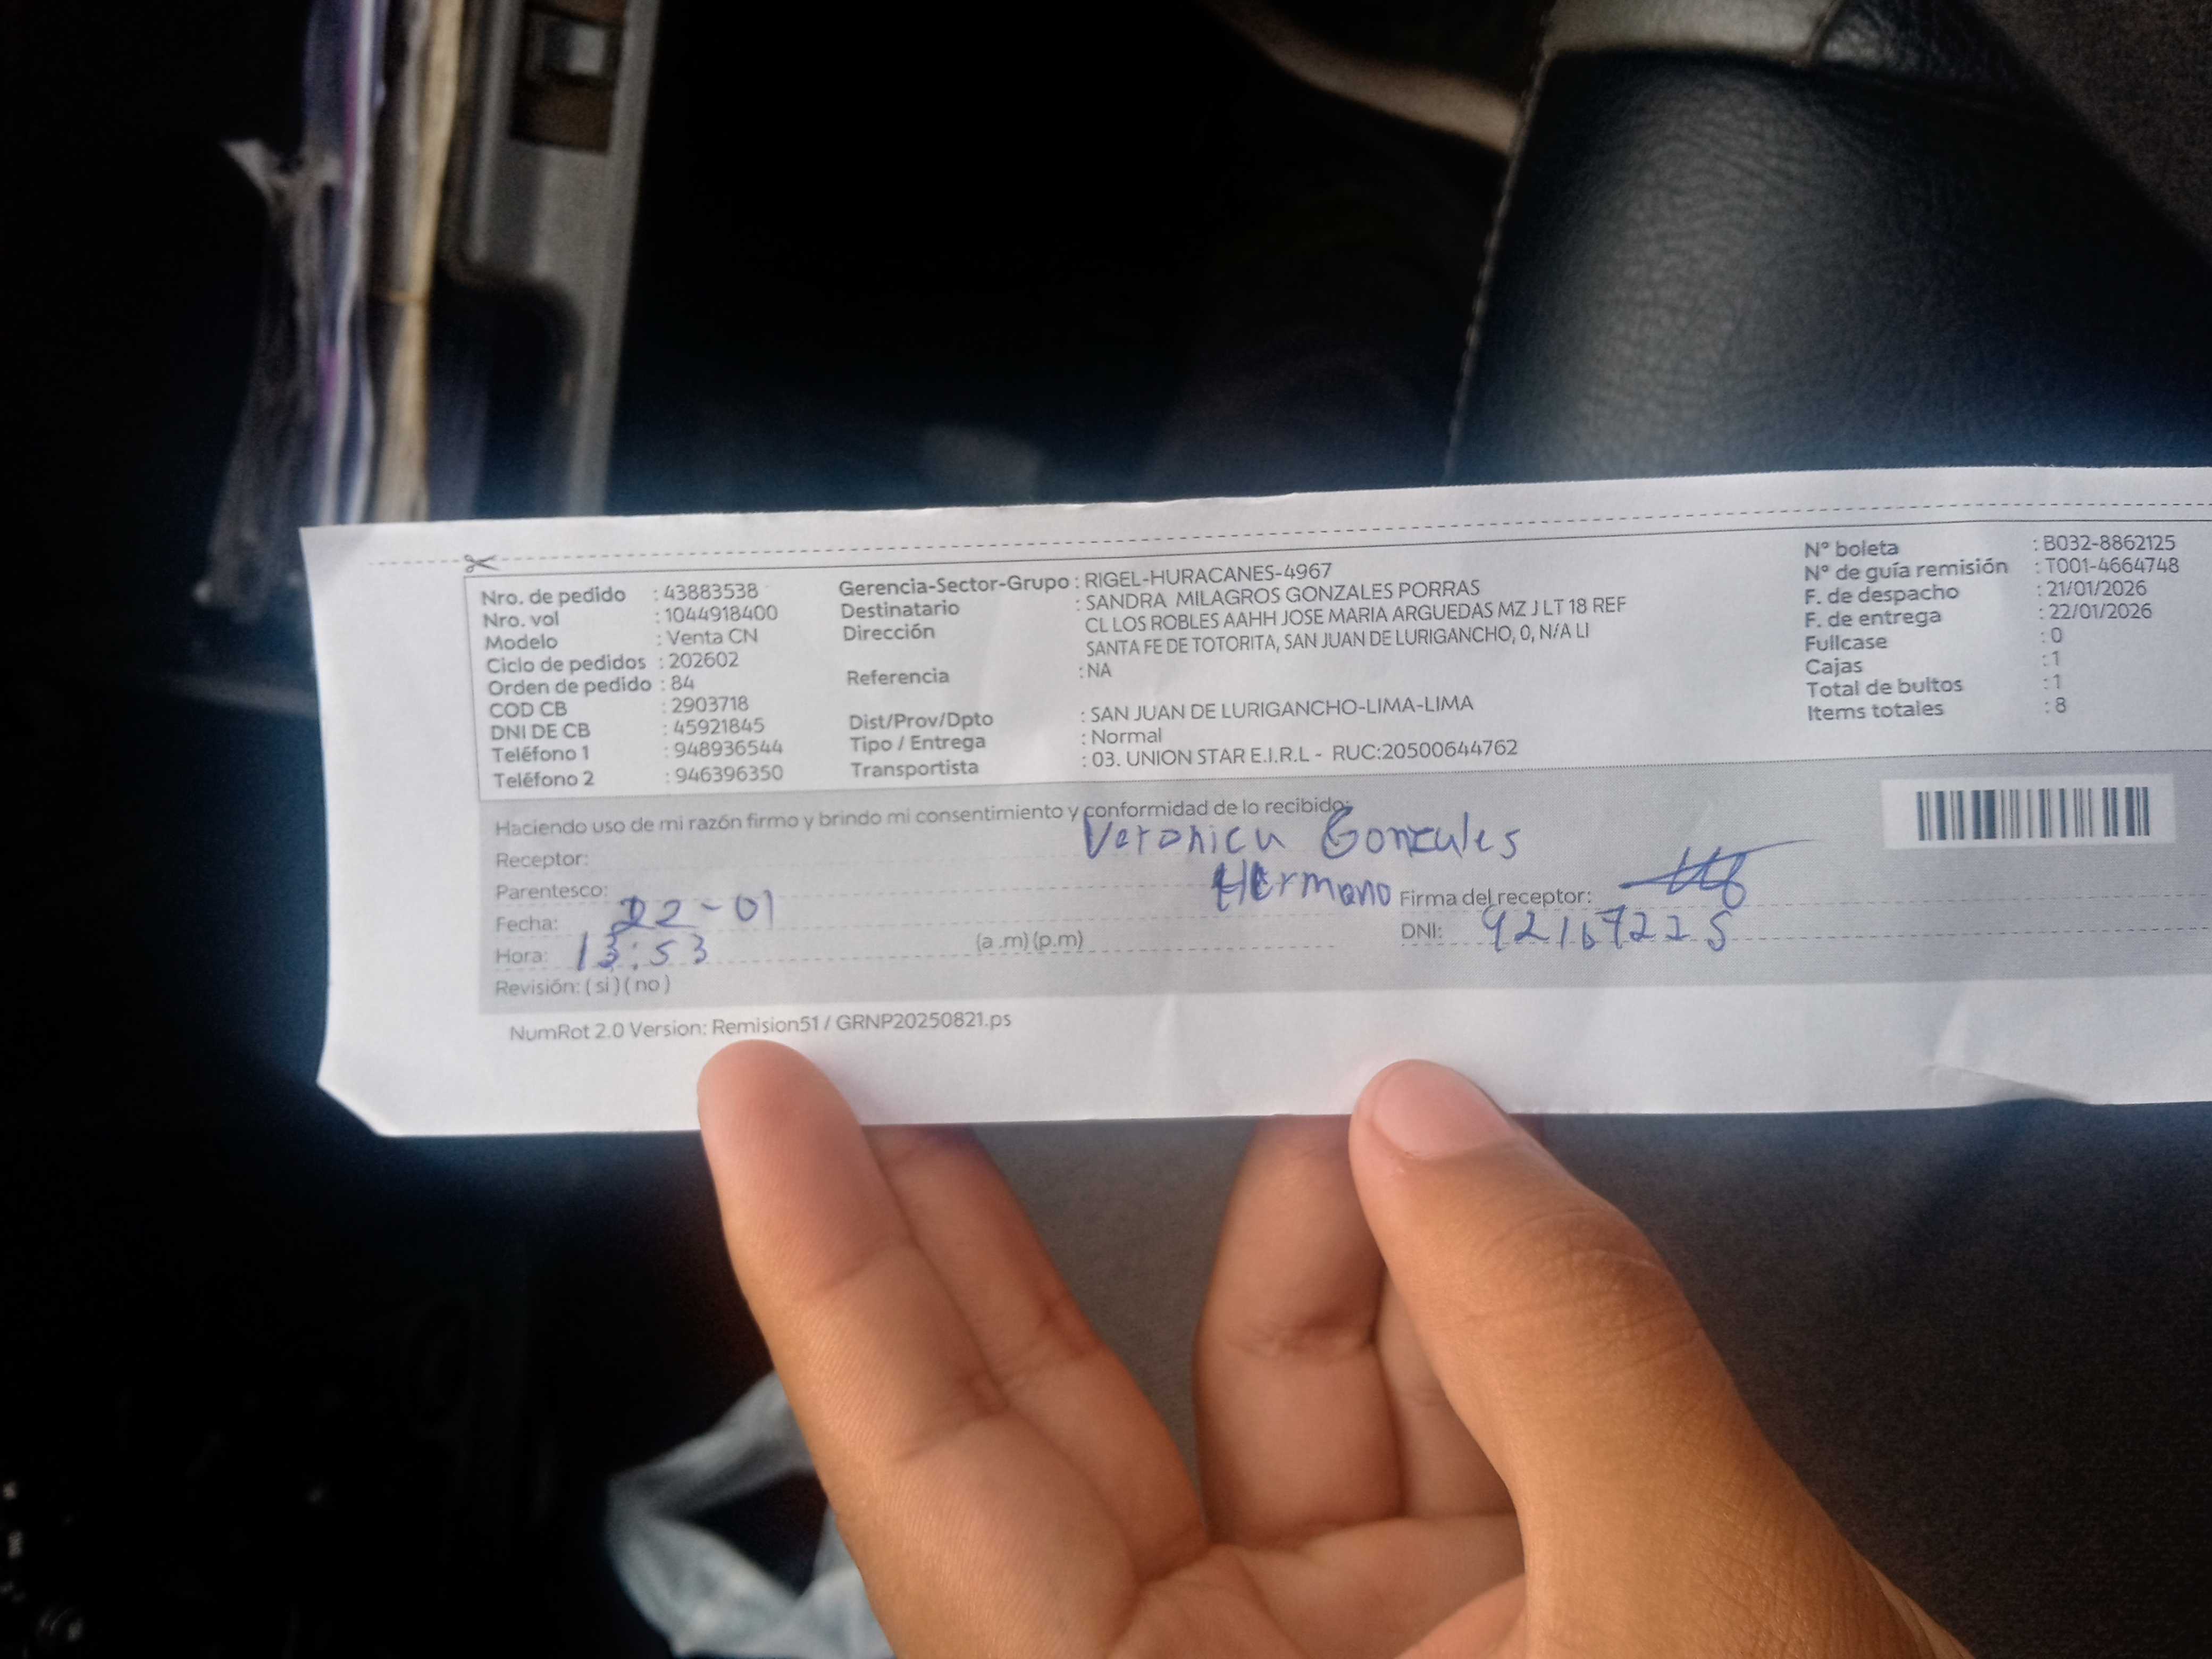 Nro. de pedido : 43883538
Nro. vol : 1044918400
Modelo : Venta CN
Ciclo de pedidos : 202602
Orden de pedido : 84
COD CB : 2903718
DNI DE CB : 45921845
Teléfono 1 : 948936544
Teléfono 2 : 946396350
Gerencia-Sector-Grupo : RIGEL-HURACANES-4967
Destinatario : SANDRA MILAGROS GONZALES PORRAS
Dirección : CL LOS ROBLES AAHH JOSE MARIA ARGUEDAS MZ J LT 18 REF
SANTA FE DE TOTORITA, SAN JUAN DE LURIGANCHO, 0, N/A LI
Referencia : NA
Dist/Prov/Dpto : SAN JUAN DE LURIGANCHO-LIMA-LIMA
Tipo / Entrega : Normal
Transportista : 03. UNION STAR E.I.R.L - RUC:20500644762
N° boleta : B032-8862125
N° de guía remisión : T001-4664748
F. de despacho : 21/01/2026
F. de entrega : 22/01/2026
Fullcase : 0
Cajas : 1
Total de bultos : 1
Items totales : 8
Haciendo uso de mi razón firmo y brindo mi consentimiento y conformidad de lo recibido:
Receptor: Veronica Gonzales
Parentesco: Hermano Firma del receptor:
Fecha: 22-01 DNI: 42167225
Hora: 13:53 (a .m) (p.m)
Revisión: ( si ) ( no )
NumRot 2.0 Version: Remision51 / GRNP20250821.ps